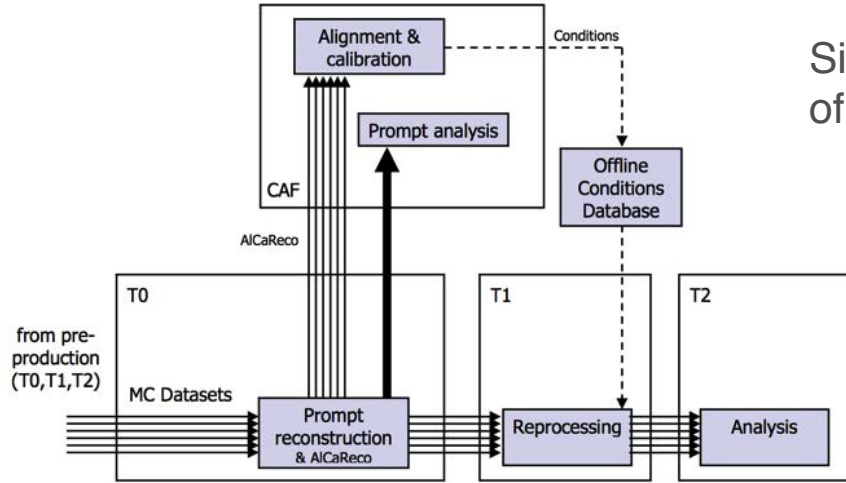 Alignment &
calibration
Conditions
Si
of
Prompt analysis
Offline
Conditions
Database
CAF
AlCaReco
T0
T1
T2
from pre-
production
(T0,T1,T2)
MC Datasets
Prompt
reconstruction
& AlCaReco
Reprocessing
Analysis